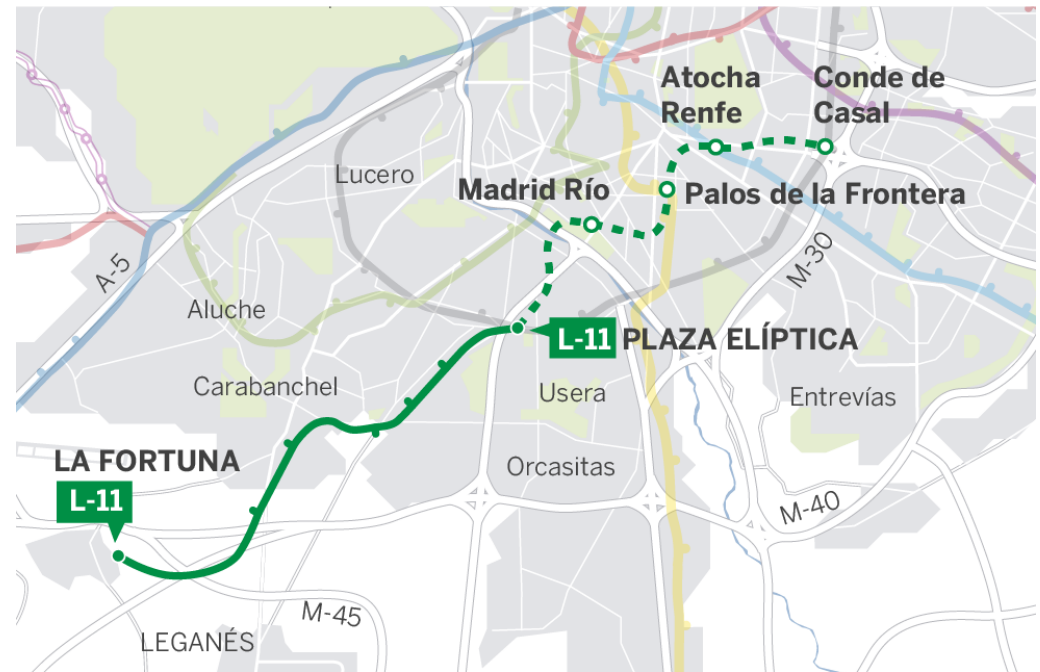 Atocha
Renfe
Conde de
Casal
Lucero
Madrid Río
Palos de la Frontera
A-5
M-30
Aluche
L-11 PLAZA ELÍPTICA
Carabanchel
Usera
Entrevías
LA FORTUNA
L-11
Orcasitas
M-40
M-45
LEGANÉS